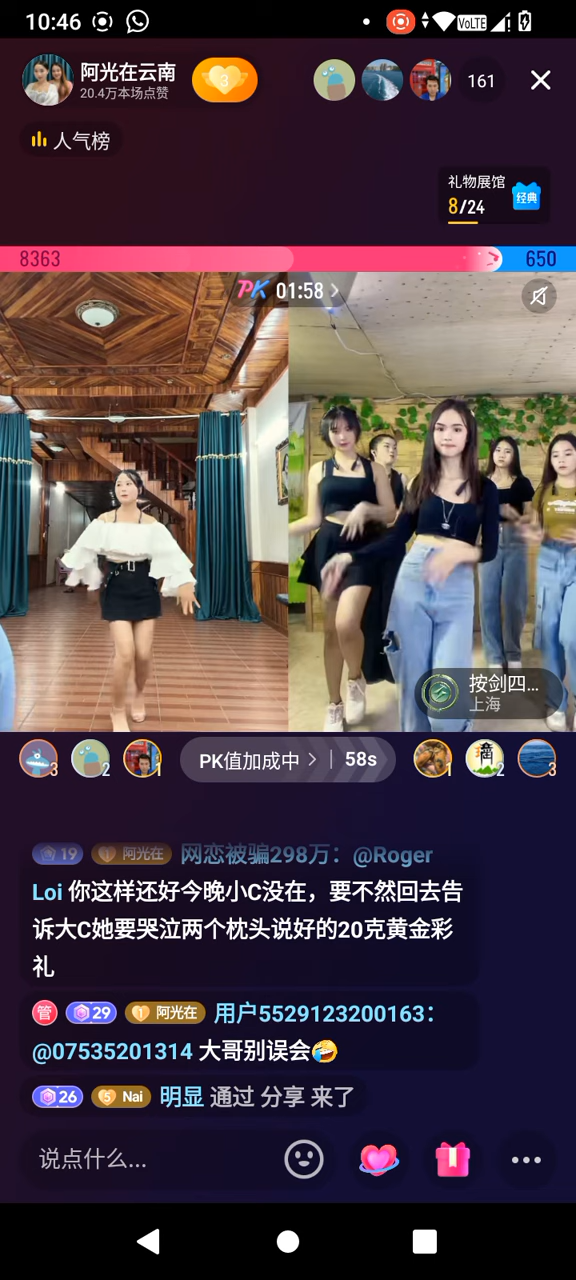 10:46
VoLTE
阿光在云南
20.4万本场点赞
3
161
人气榜
礼物展馆
8/24
经典
8363
650
PK 01:58
按剑四...
上海
3
2
1
PK值加成中
58s
1
2
3
19 阿光在 网恋被骗298万：@Roger
Loi 你这样还好今晚小C没在，要不然回去告
诉大C她要哭泣两个枕头说好的20克黄金彩
礼
管 29 1 阿光在 用户5529123200163：
@07535201314 大哥别误会🤣
26 5 Nai 明显 通过 分享 来了
说点什么...